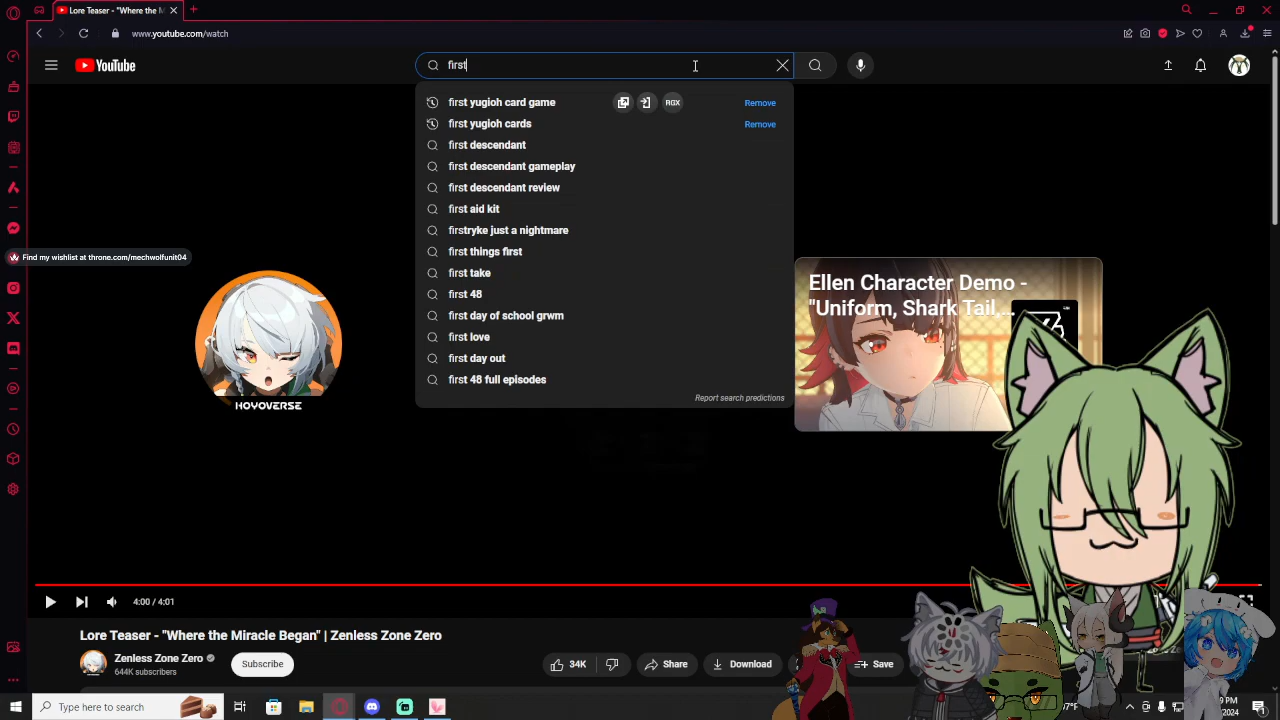 Lore Teaser - "Where the M
www.youtube.com/watch
YouTube
first
first yugioh card game
RGX
Remove
first yugioh cards
Remove
first descendant
first descendant gameplay
first descendant review
first aid kit
firstryke just a nightmare
first things first
first take
first 48
first day of school grwm
first love
first day out
first 48 full episodes
Report search predictions
Find my wishlist at throne.com/mechwolfunit04
HOYOVERSE
Ellen Character Demo -
"Uniform, Shark Tail,...
4:00 / 4:01
Lore Teaser - "Where the Miracle Began" | Zenless Zone Zero
Zenless Zone Zero
644K subscribers
Subscribe
34K
Share
Download
Save
Type here to search
9 PM
2024